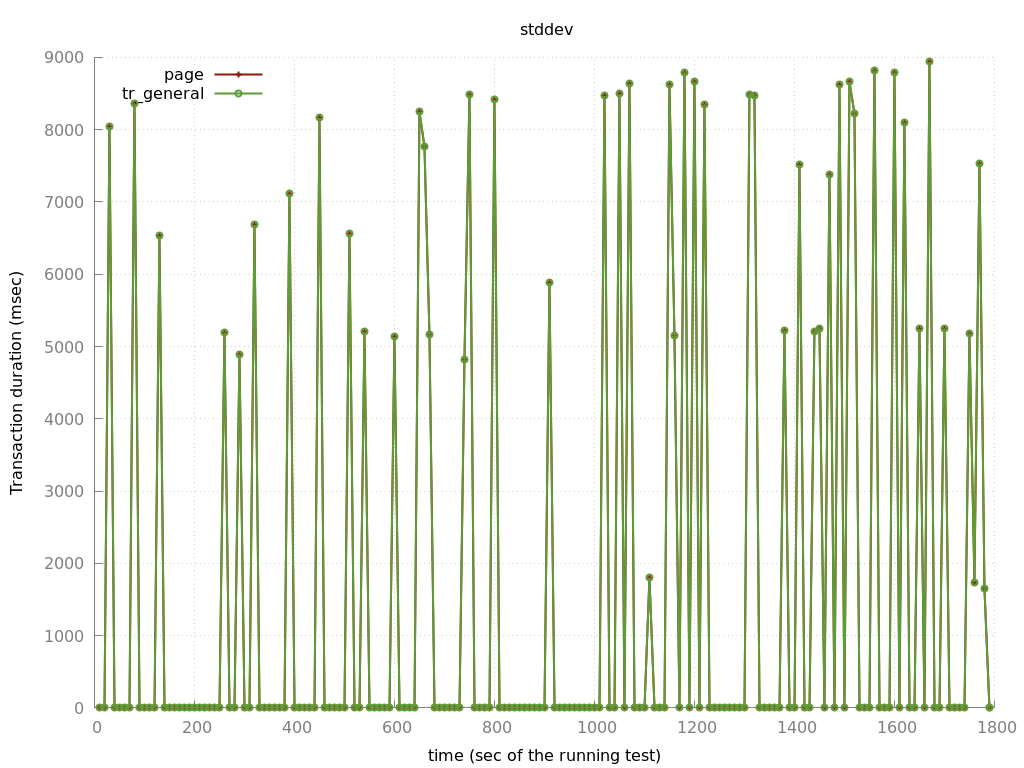 stddev
page
tr_general
9000
8000
7000
6000
5000
4000
3000
2000
1000
0
Transaction duration (msec)
0 200 400 600 800 1000 1200 1400 1600 1800
time (sec of the running test)